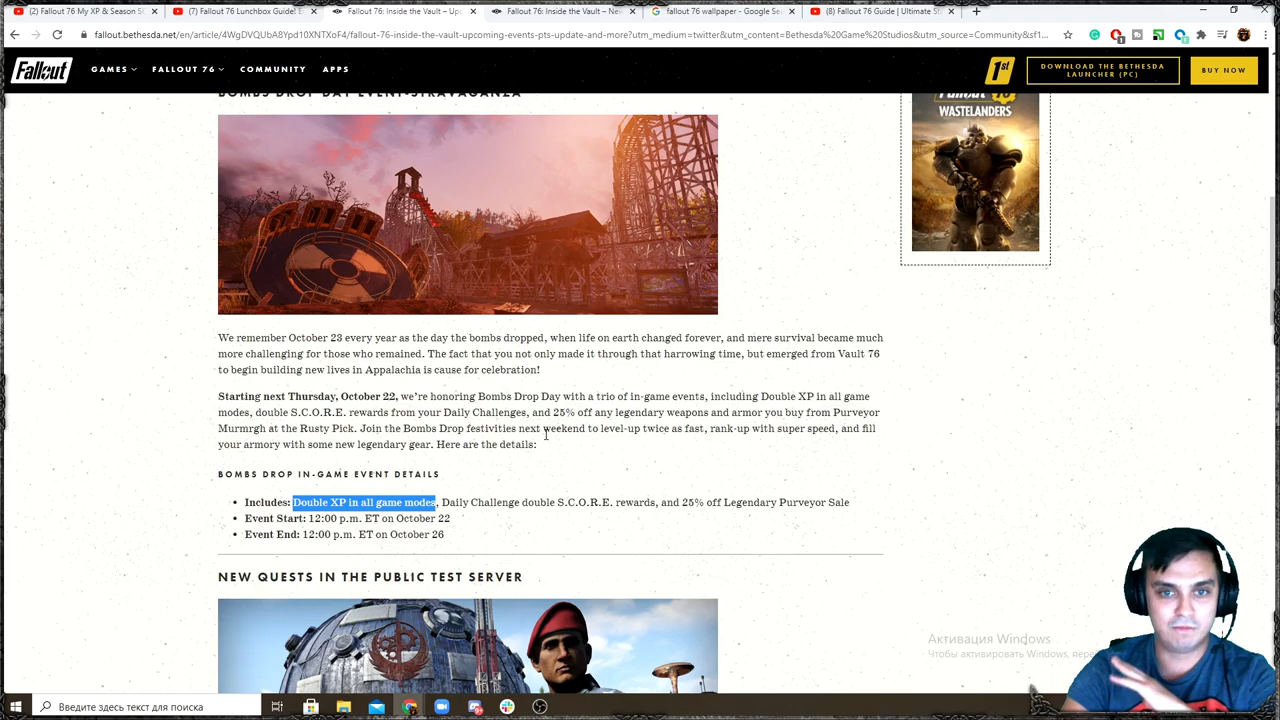 (2) Fallout 76 My XP & Season Sl
(7) Fallout 76 Lunchbox Guide! E
Fallout 76: Inside the Vault – Up
Fallout 76: Inside the Vault – Ne
fallout 76 wallpaper - Google Se
(8) Fallout 76 Guide | Ultimate S
fallout.bethesda.net/en/article/4WgDVQUbA8Ypd10XNTXoF4/fallout-76-inside-the-vault-upcoming-events-pts-update-and-more?utm_medium=twitter&utm_content=Bethesda%20Game%20Studios&utm_source=Community&sf1...
Fallout
GAMES
FALLOUT 76
COMMUNITY
APPS
1st
DOWNLOAD THE BETHESDA
LAUNCHER (PC)
BUY NOW
BOMBS DROP DAY EVENT-STRAVAGANZA
WASTELANDERS
We remember October 23 every year as the day the bombs dropped, when life on earth changed forever, and mere survival became much
more challenging for those who remained. The fact that you not only made it through that harrowing time, but emerged from Vault 76
to begin building new lives in Appalachia is cause for celebration!
Starting next Thursday, October 22, we’re honoring Bombs Drop Day with a trio of in-game events, including Double XP in all game
modes, double S.C.O.R.E. rewards from your Daily Challenges, and 25% off any legendary weapons and armor you buy from Purveyor
Murmrgh at the Rusty Pick. Join the Bombs Drop festivities next weekend to level-up twice as fast, rank-up with super speed, and fill
your armory with some new legendary gear. Here are the details:
BOMBS DROP IN-GAME EVENT DETAILS
• Includes: Double XP in all game modes, Daily Challenge double S.C.O.R.E. rewards, and 25% off Legendary Purveyor Sale
• Event Start: 12:00 p.m. ET on October 22
• Event End: 12:00 p.m. ET on October 26
NEW QUESTS IN THE PUBLIC TEST SERVER
Активация Windows
Чтобы активировать Windows,
Введите здесь текст для поиска